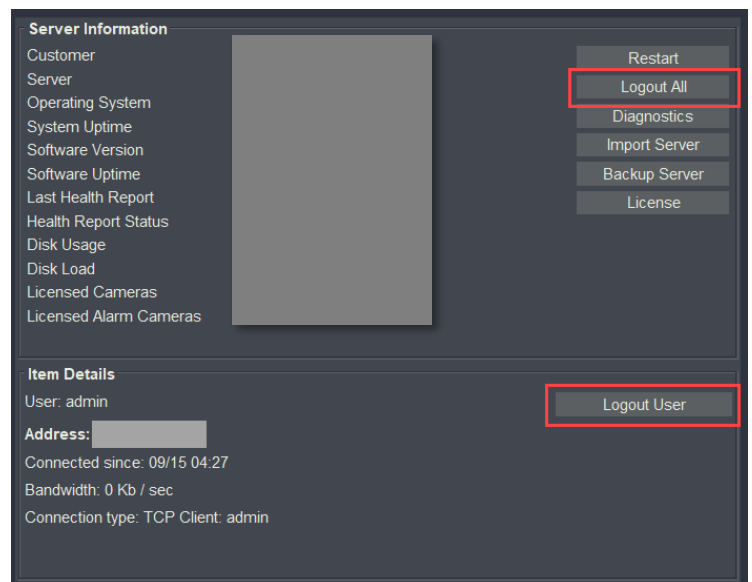 Server Information
Customer
Restart
Server
Logout All
Operating System
Diagnostics
System Uptime
Software Version
Import Server
Software Uptime
Backup Server
Last Health Report
License
Health Report Status
Disk Usage
Disk Load
Licensed Cameras
Licensed Alarm Cameras
Item Details
User: admin
Logout User
Address:
Connected since: 09/15 04:27
Bandwidth: 0 Kb / sec
Connection type: TCP Client: admin